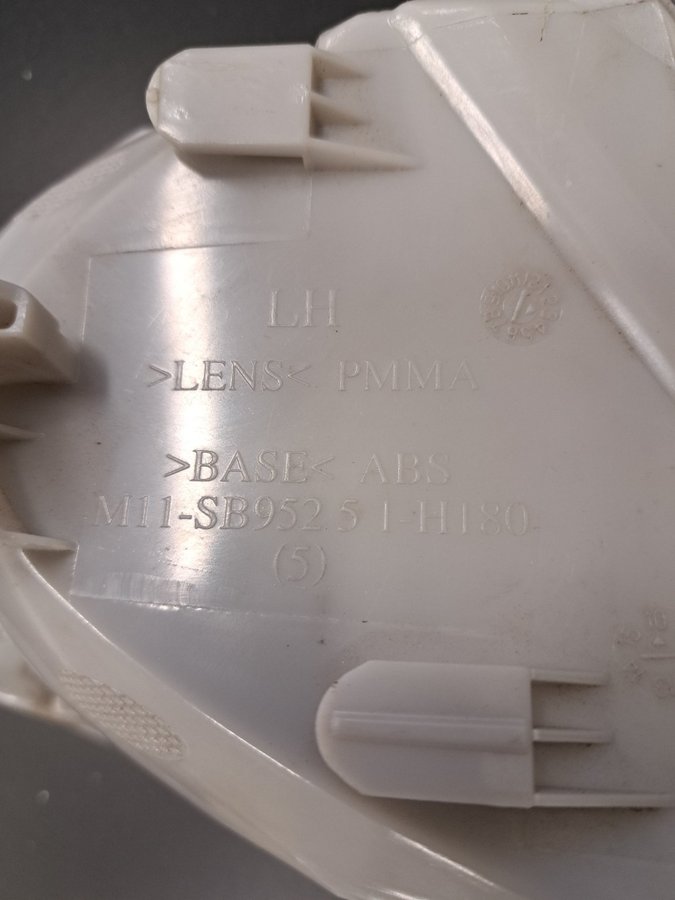 LH
>LENS< PMMA
>BASE< ABS
M11-SB952 5 1-H180-
(5)